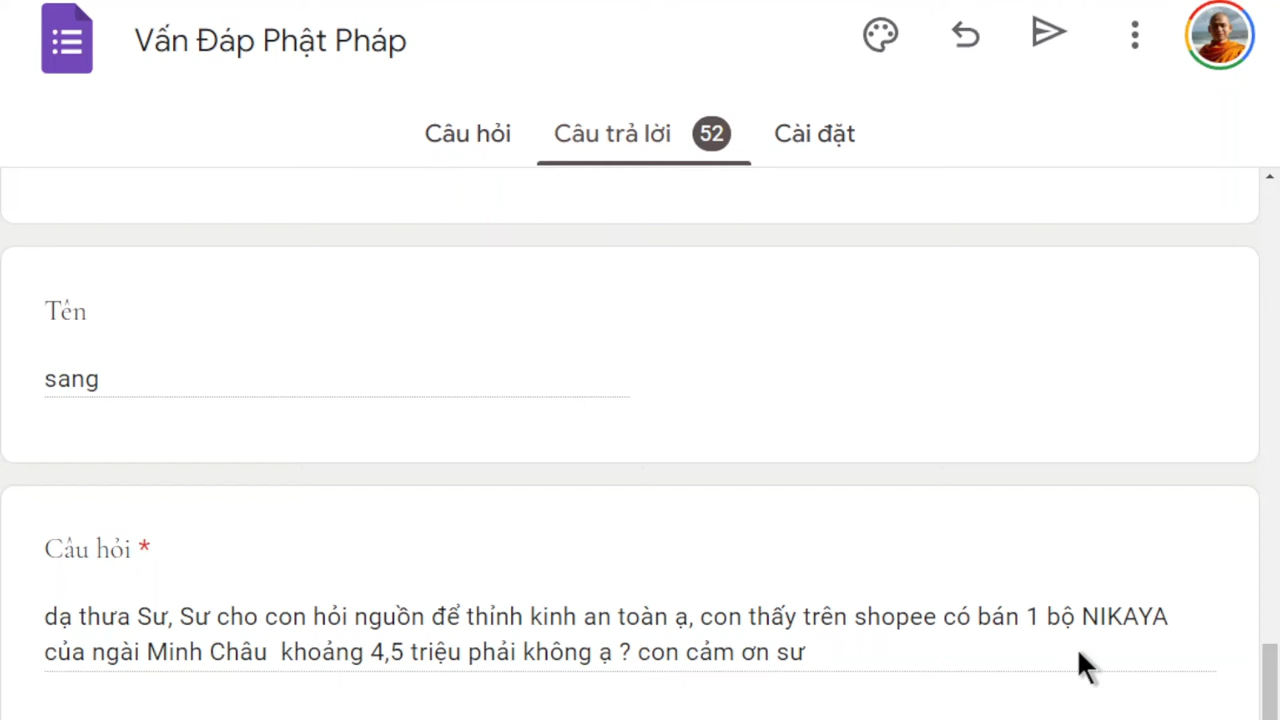 Vấn Đáp Phật Pháp
Câu hỏi
Câu trả lời
52
Cài đặt
Tên
sang
Câu hỏi *
dạ thưa Sư, Sư cho con hỏi nguồn để thỉnh kinh an toàn ạ, con thấy trên shopee có bán 1 bộ NIKAYA
của ngài Minh Châu  khoảng 4,5 triệu phải không ạ ? con cảm ơn sư